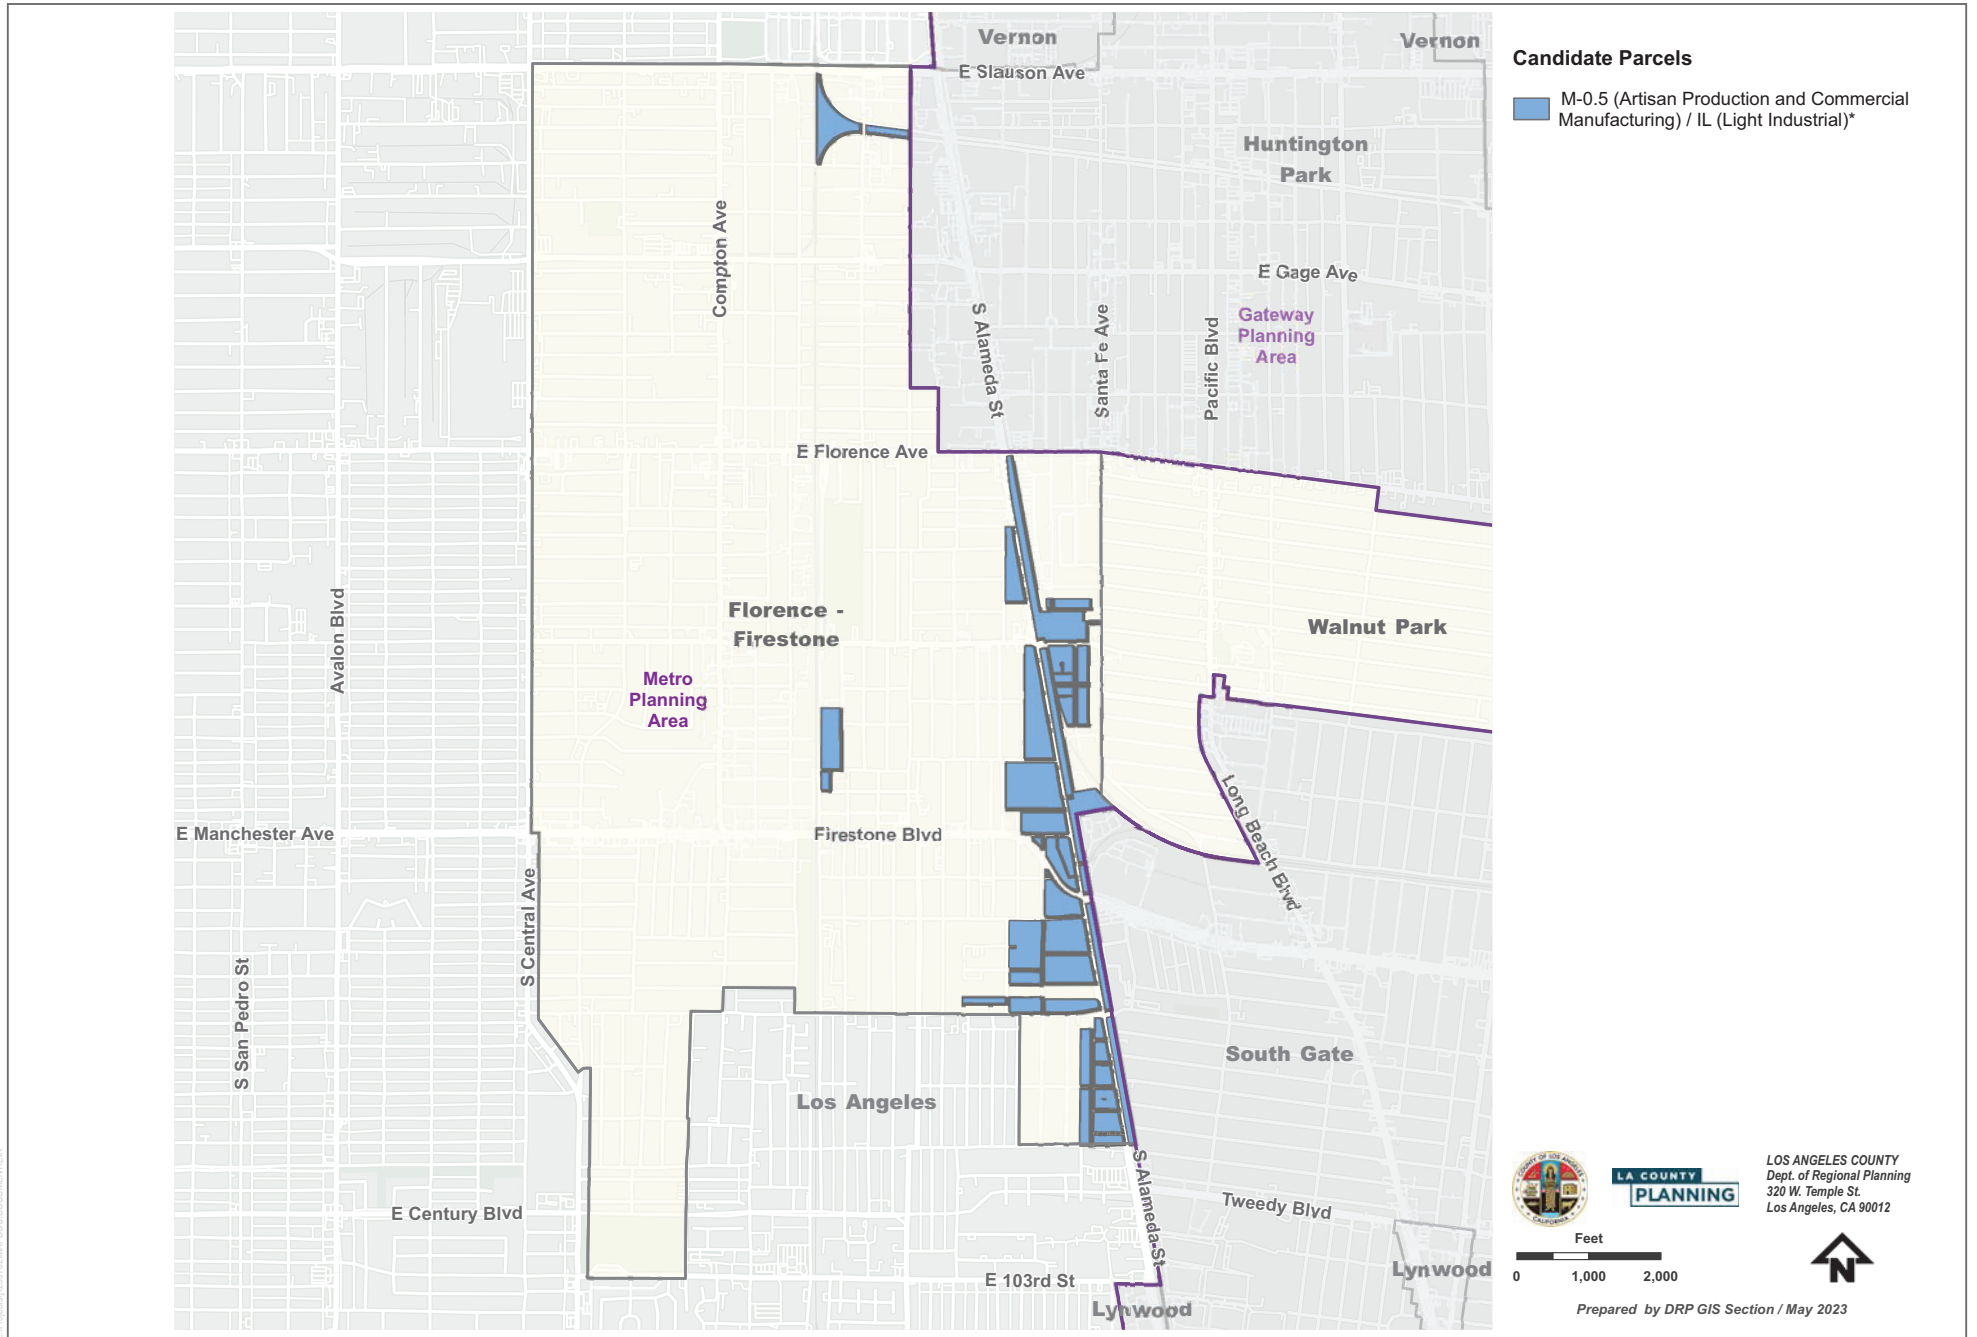 Vernon
Vernon
E Slauson Ave
Candidate Parcels
M-0.5 (Artisan Production and Commercial
Manufacturing) / IL (Light Industrial)*
Huntington
Park
Compton Ave
E Gage Ave
S Alameda St
Santa Fe Ave
Pacific Blvd
Gateway
Planning
Area
E Florence Ave
Avalon Blvd
Florence -
Firestone
Walnut Park
Metro
Planning
Area
Long Beach Blvd
E Manchester Ave
Firestone Blvd
S Central Ave
S San Pedro St
South Gate
Los Angeles
S Alameda St
Tweedy Blvd
E Century Blvd
E 103rd St
Lynwood
Lynwood
COUNTY OF LOS ANGELES
CALIFORNIA
LA COUNTY
PLANNING
LOS ANGELES COUNTY
Dept. of Regional Planning
320 W. Temple St.
Los Angeles, CA 90012
Feet
0 1,000 2,000
N
Prepared by DRP GIS Section / May 2023